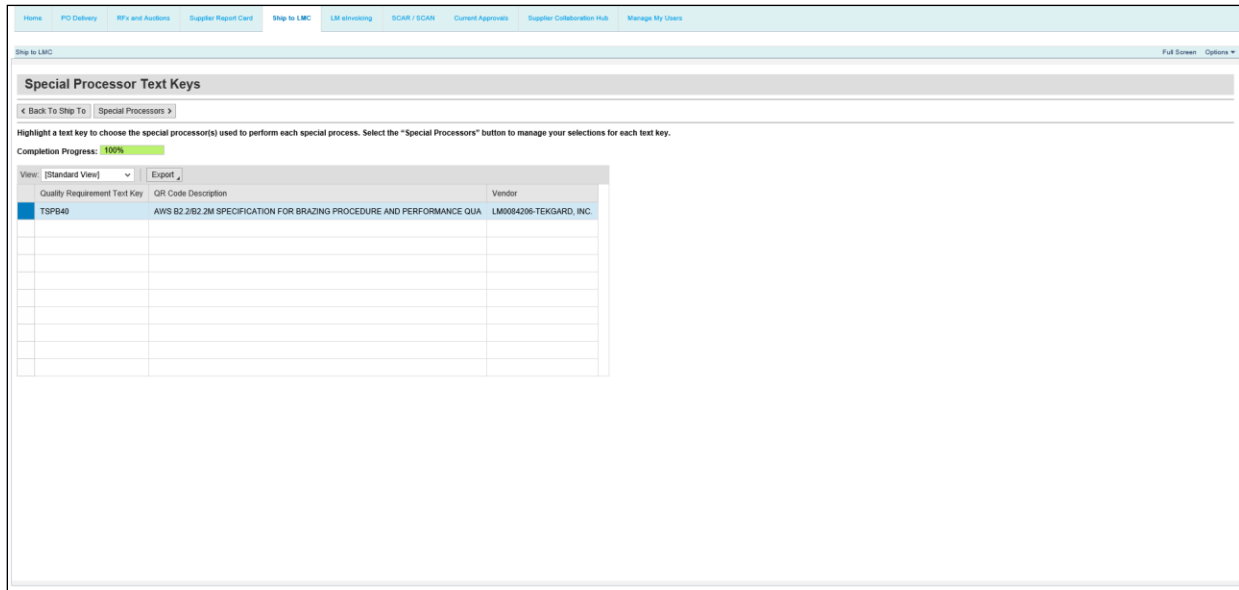 Home PO Delivery RFx and Auctions Supplier Report Card Ship to LMC LM eInvoicing SCAR / SCAN Current Approvals Supplier Collaboration Hub Manage My Users
Ship to LMC Full Screen Options
Special Processor Text Keys
Back To Ship To Special Processors
Highlight a text key to choose the special processor(s) used to perform each special process. Select the “Special Processors” button to manage your selections for each text key.
Completion Progress: 100%
View: [Standard View] Export
Quality Requirement Text Key QR Code Description Vendor
TSPB40 AWS B2.2/B2.2M SPECIFICATION FOR BRAZING PROCEDURE AND PERFORMANCE QUA LM0084206-TEKGARD, INC.